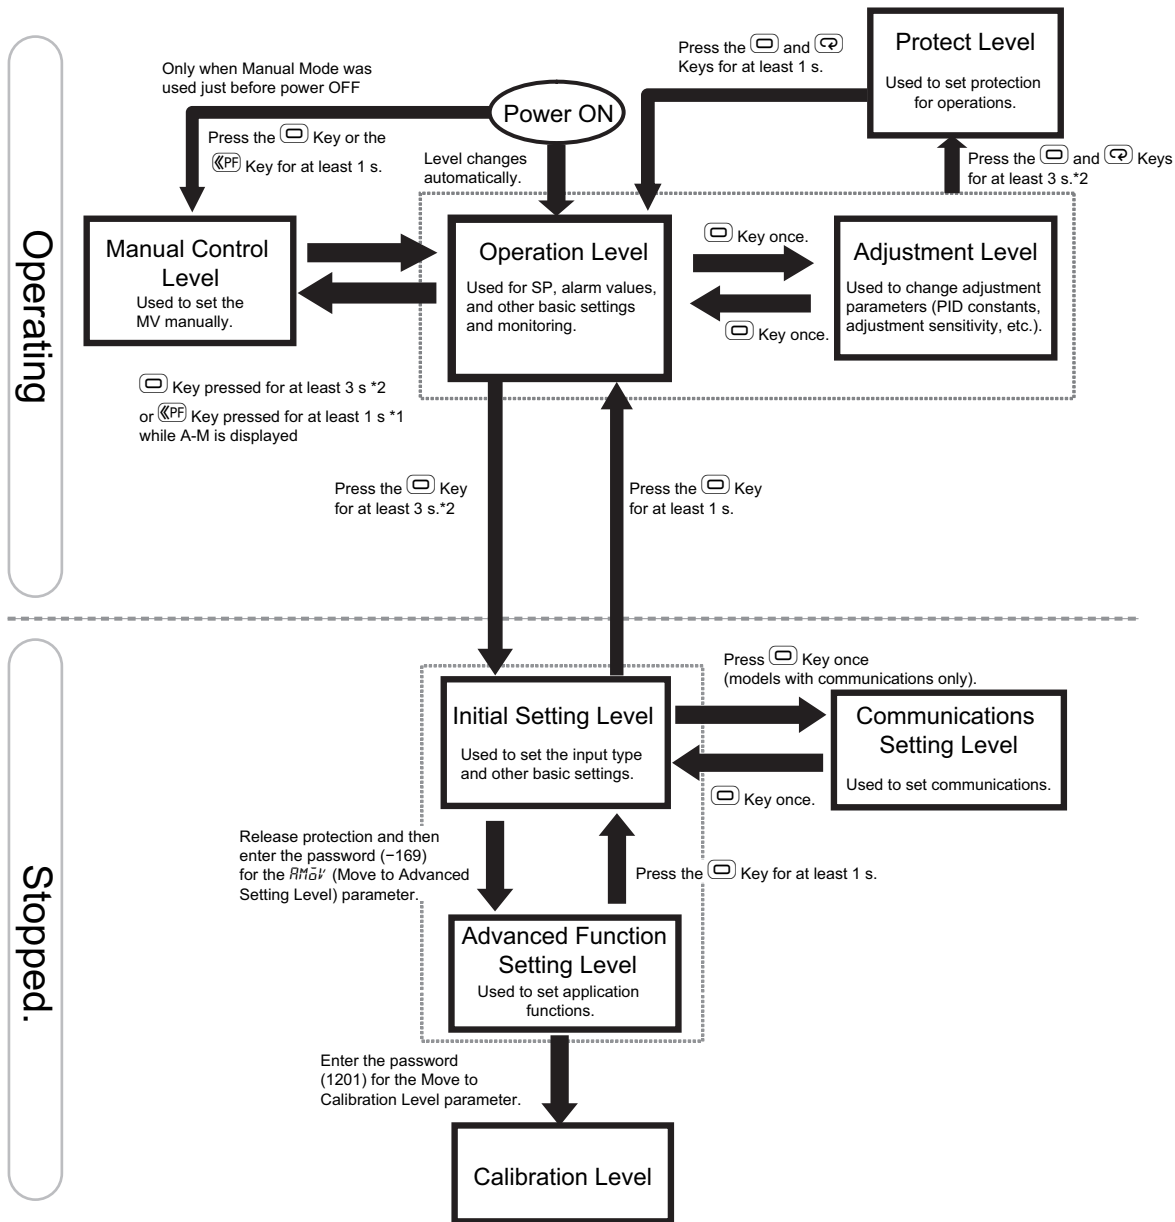 Operating
Only when Manual Mode was
used just before power OFF
Press the Key or the
PF Key for at least 1 s.
Power ON
Level changes
automatically.
Press the and
Keys for at least 1 s.
Protect Level
Used to set protection
for operations.
Press the and Keys
for at least 3 s.*2
Manual Control
Level
Used to set the
MV manually.
Operation Level
Used for SP, alarm values,
and other basic settings
and monitoring.
Key once.
Key once.
Adjustment Level
Used to change adjustment
parameters (PID constants,
adjustment sensitivity, etc.).
Key pressed for at least 3 s *2
or PF Key pressed for at least 1 s *1
while A-M is displayed
Press the Key
for at least 3 s.*2
Press the Key
for at least 1 s.
Stopped.
Initial Setting Level
Used to set the input type
and other basic settings.
Press Key once
(models with communications only).
Key once.
Communications
Setting Level
Used to set communications.
Release protection and then
enter the password (−169)
for the AMoV (Move to Advanced
Setting Level) parameter.
Press the Key for at least 1 s.
Advanced Function
Setting Level
Used to set application
functions.
Enter the password
(1201) for the Move to
Calibration Level parameter.
Calibration Level